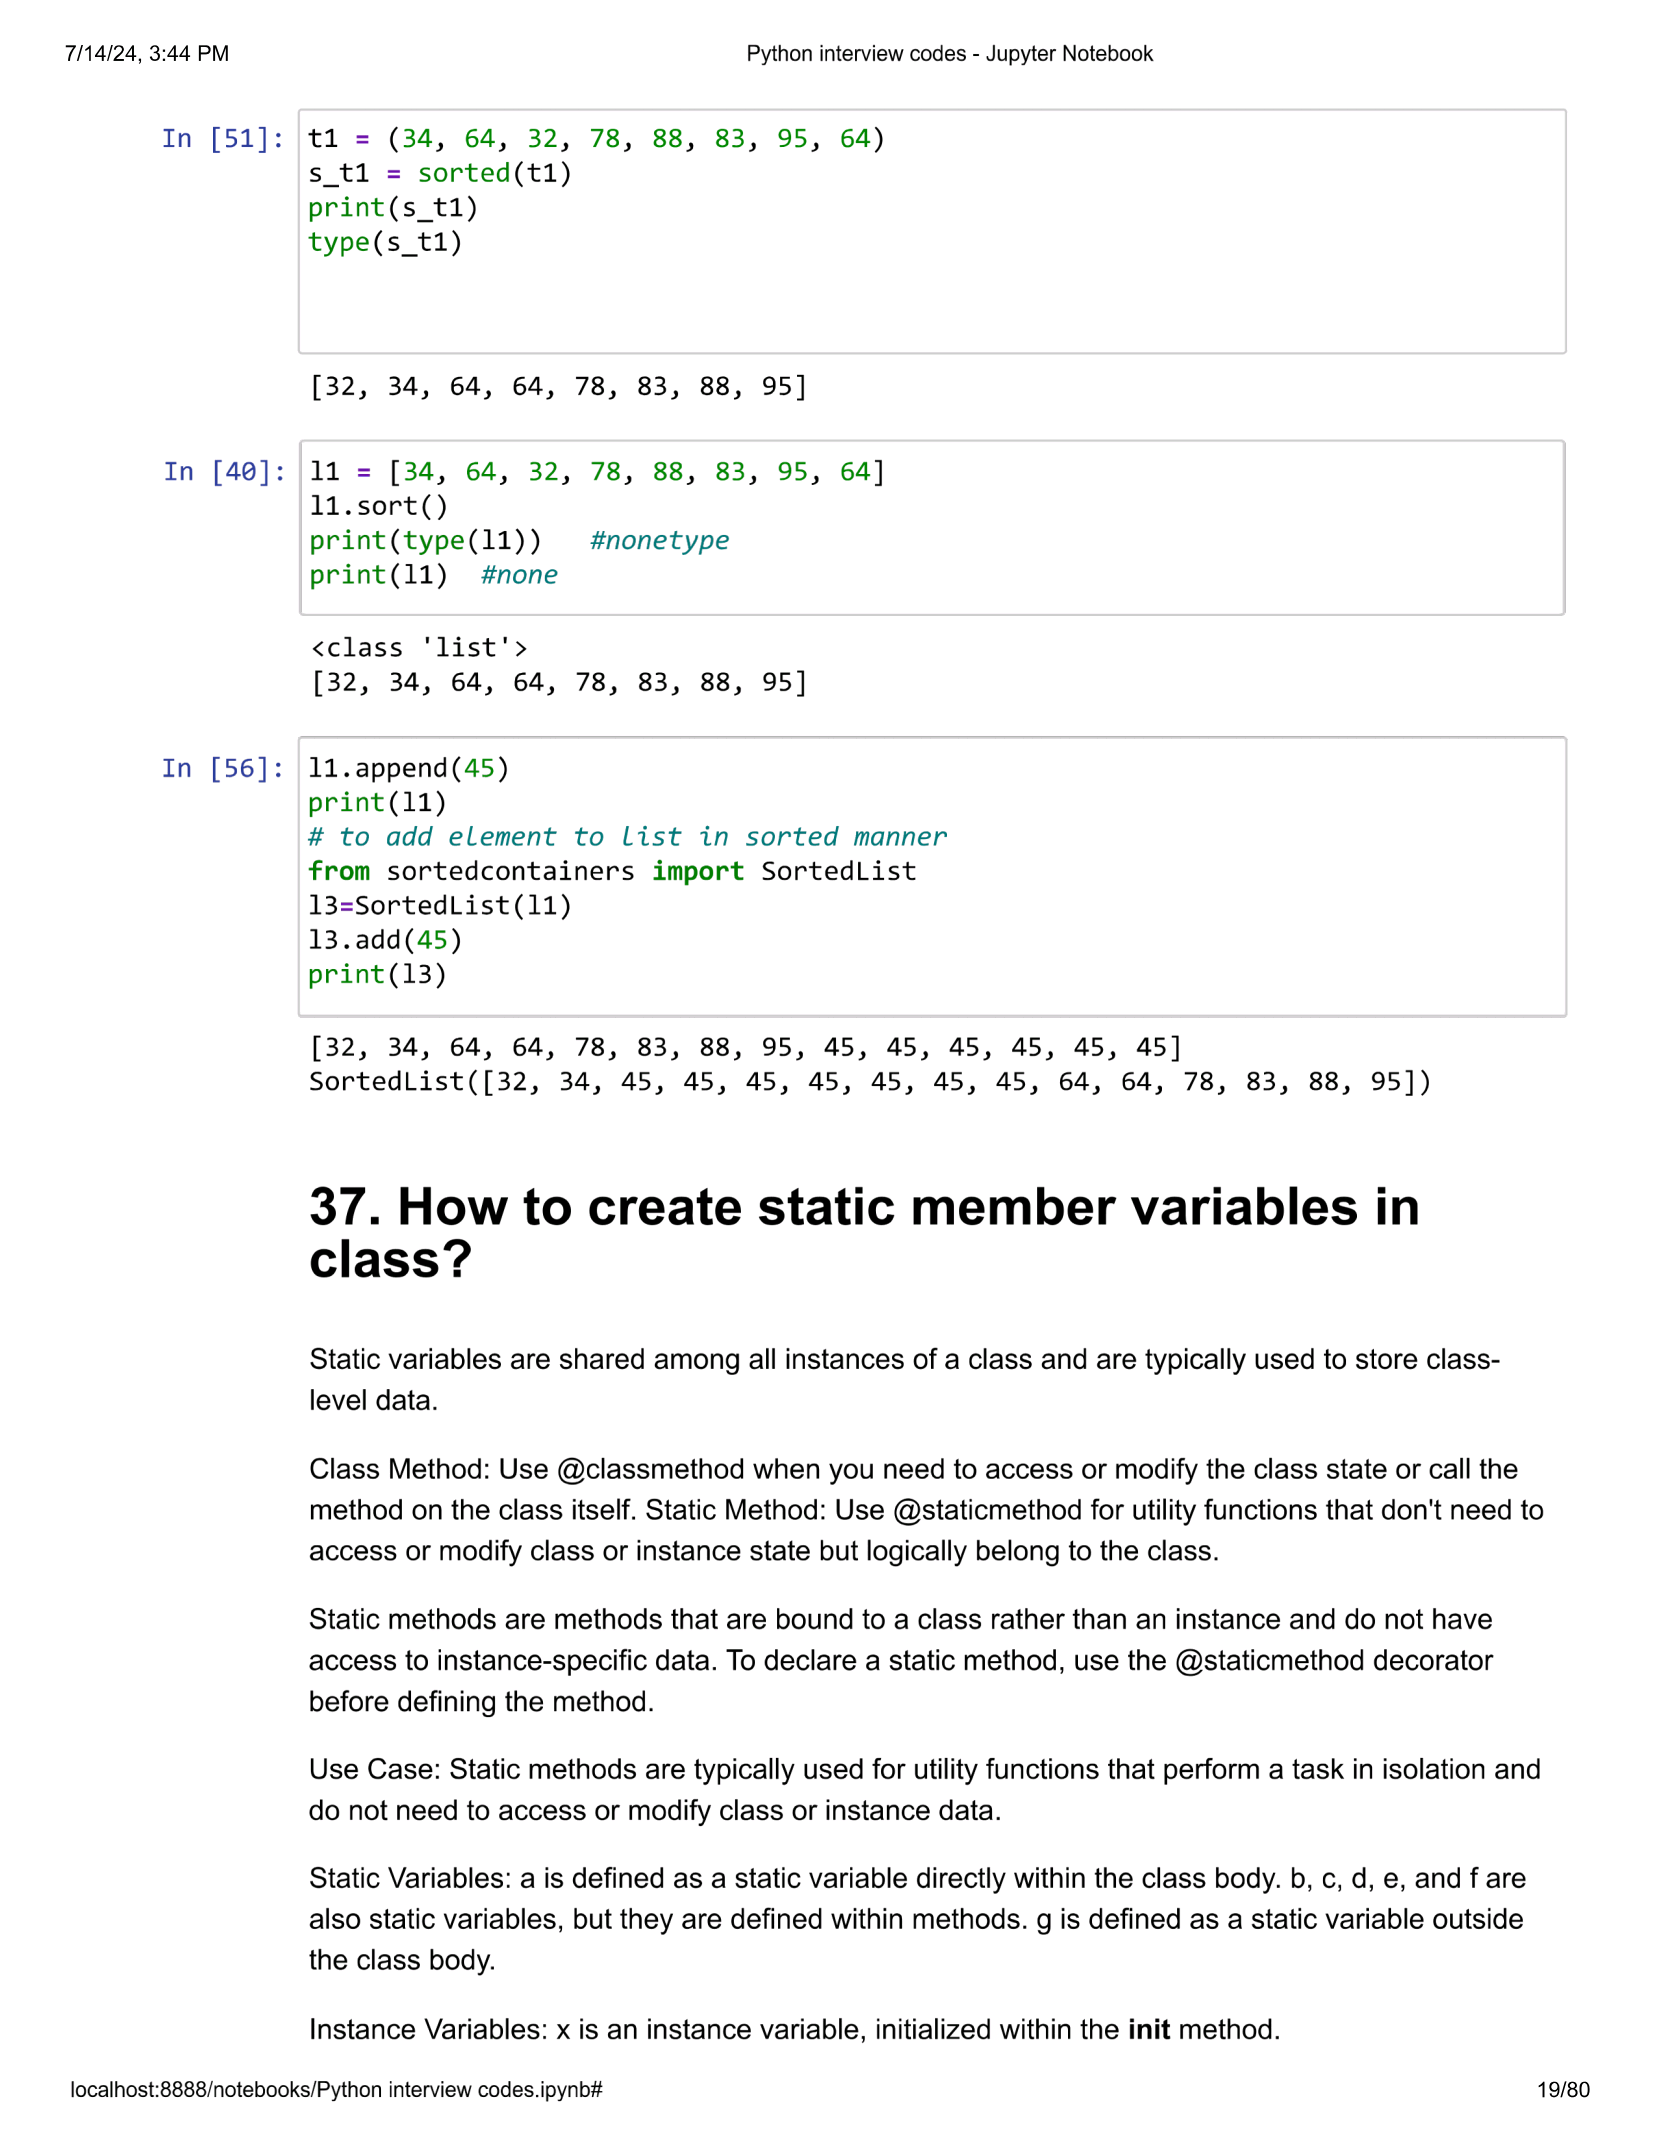 7/14/24, 3:44 PM
Python interview codes - Jupyter Notebook
In [51]:
t1 = (34, 64, 32, 78, 88, 83, 95, 64)
s_t1 = sorted(t1)
print(s_t1)
type(s_t1)
[32, 34, 64, 64, 78, 83, 88, 95]
In [40]:
l1 = [34, 64, 32, 78, 88, 83, 95, 64]
l1.sort()
print(type(l1))   #nonetype
print(l1)  #none
<class 'list'>
[32, 34, 64, 64, 78, 83, 88, 95]
In [56]:
l1.append(45)
print(l1)
# to add element to list in sorted manner
from sortedcontainers import SortedList
l3=SortedList(l1)
l3.add(45)
print(l3)
[32, 34, 64, 64, 78, 83, 88, 95, 45, 45, 45, 45, 45, 45]
SortedList([32, 34, 45, 45, 45, 45, 45, 45, 45, 64, 64, 78, 83, 88, 95])
37. How to create static member variables in
class?
Static variables are shared among all instances of a class and are typically used to store class-
level data.
Class Method: Use @classmethod when you need to access or modify the class state or call the
method on the class itself. Static Method: Use @staticmethod for utility functions that don't need to
access or modify class or instance state but logically belong to the class.
Static methods are methods that are bound to a class rather than an instance and do not have
access to instance-specific data. To declare a static method, use the @staticmethod decorator
before defining the method.
Use Case: Static methods are typically used for utility functions that perform a task in isolation and
do not need to access or modify class or instance data.
Static Variables: a is defined as a static variable directly within the class body. b, c, d, e, and f are
also static variables, but they are defined within methods. g is defined as a static variable outside
the class body.
Instance Variables: x is an instance variable, initialized within the init method.
localhost:8888/notebooks/Python interview codes.ipynb#
19/80